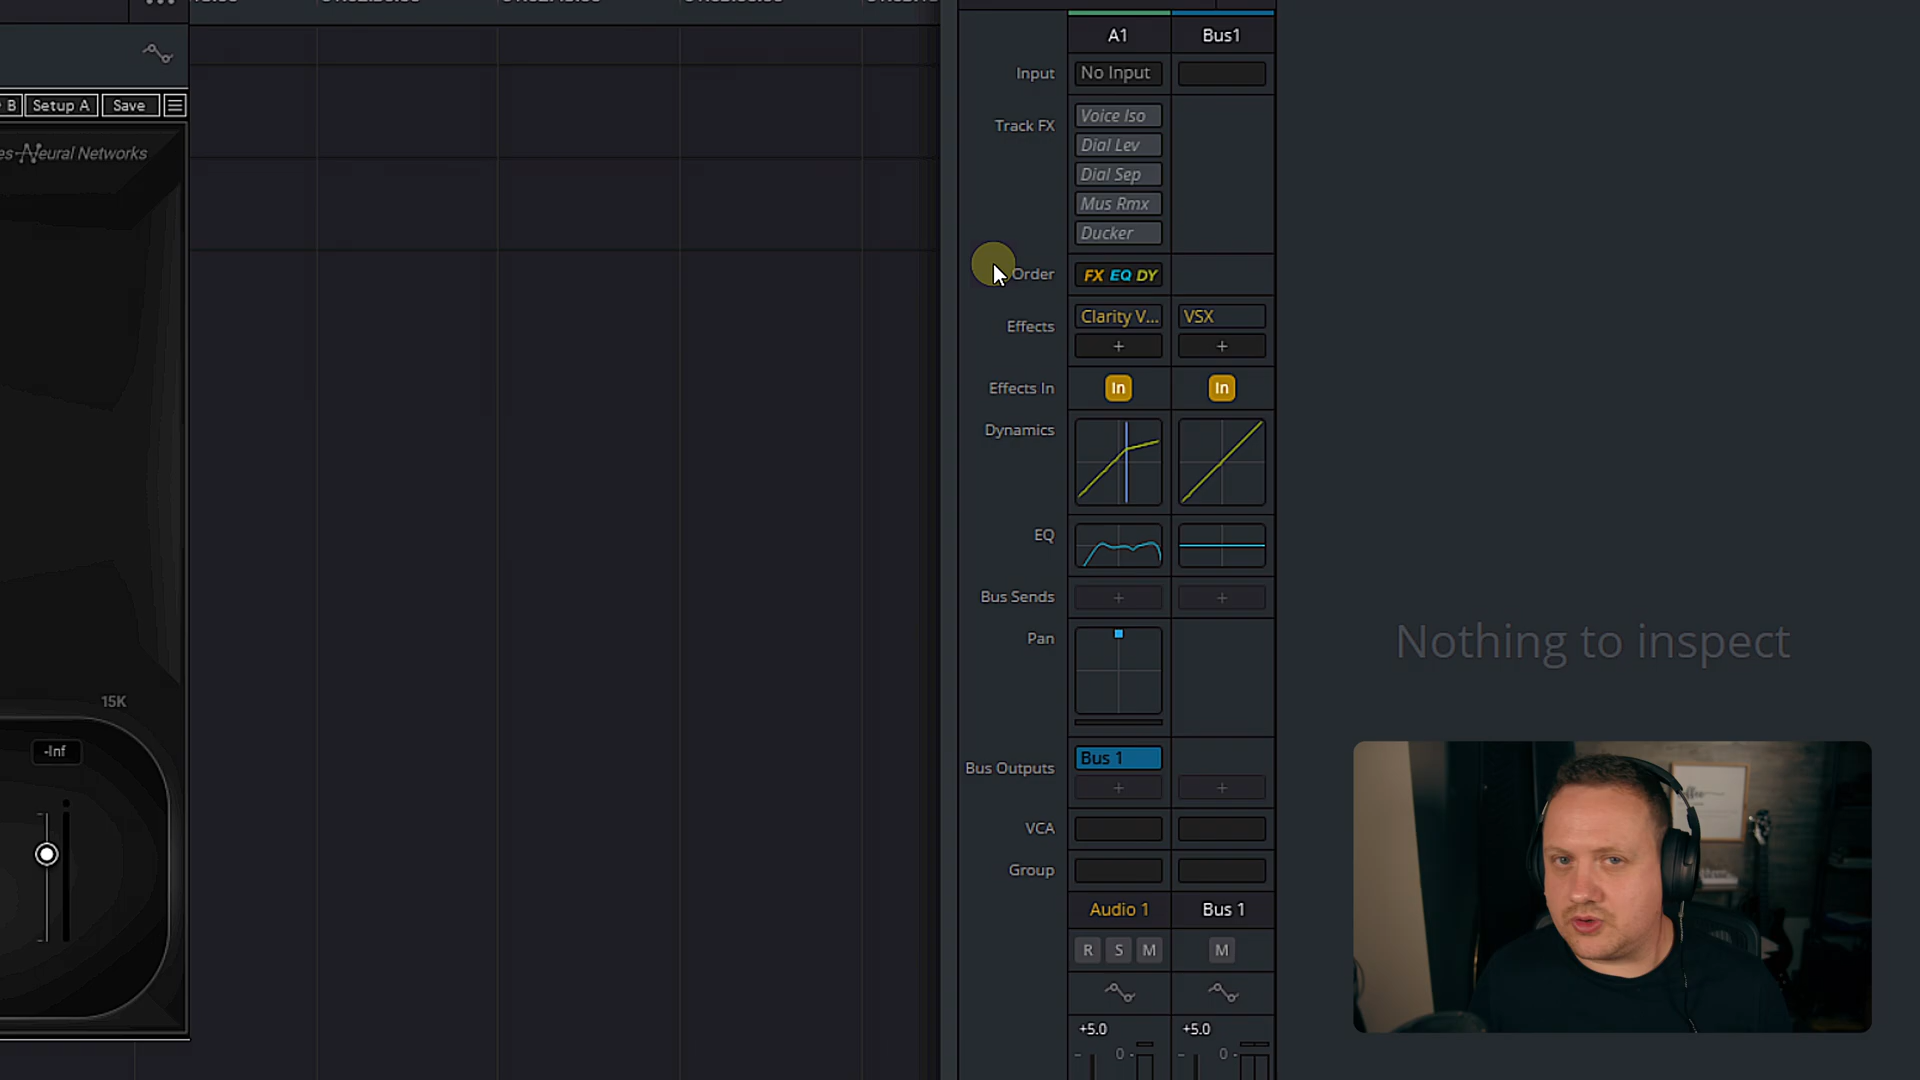 A1 Bus1
Input No Input
B Setup A Save
Track FX Voice Iso
Dial Lev
Neural Networks
Dial Sep
Mus Rmx
Ducker
Order FX EQ DY
Effects Clarity V... VSX
+ +
Effects In In In
Dynamics
EQ
Bus Sends + +
Pan
Nothing to inspect
15K
-Inf
Bus Outputs Bus 1
+ +
VCA
Group
Audio 1 Bus 1
R S M M
+5.0 +5.0
0 0